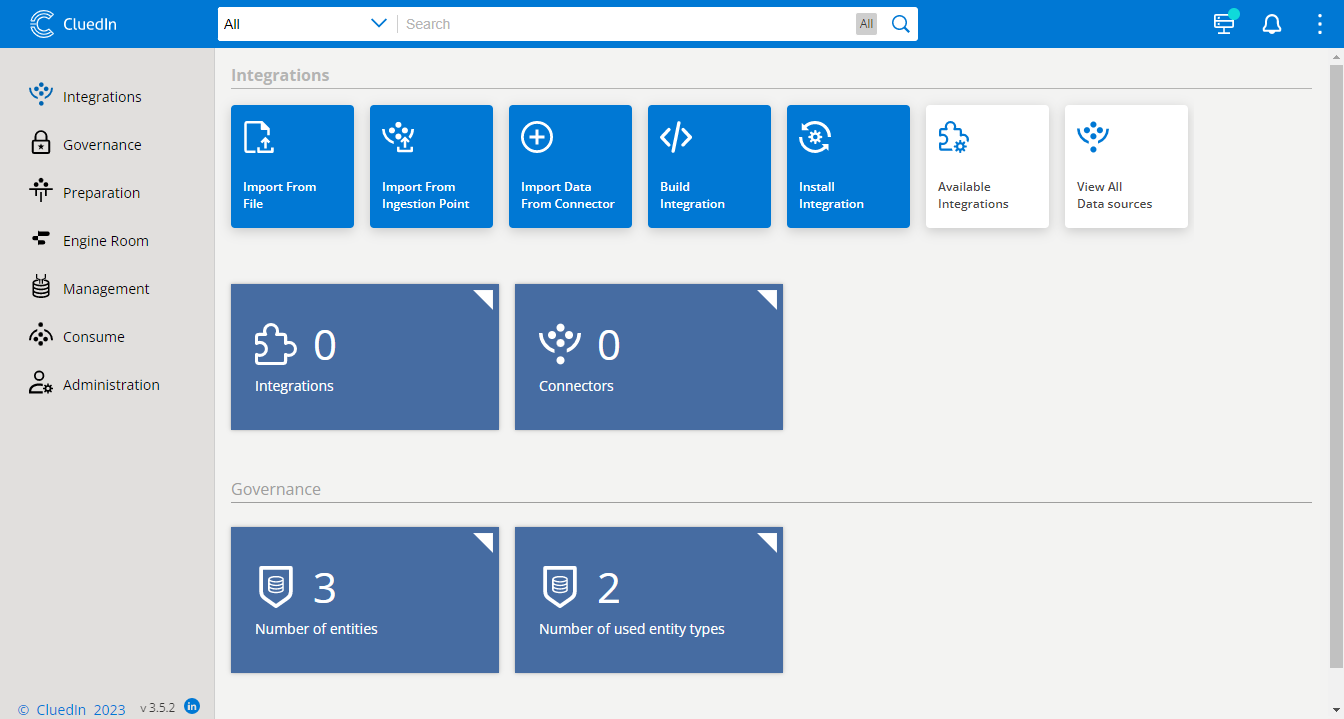 CluedIn
All
Search
All
Integrations
Governance
Preparation
Engine Room
Management
Consume
Administration
Integrations
Import From
File
Import From
Ingestion Point
Import Data
From Connector
Build
Integration
Install
Integration
Available
Integrations
View All
Data sources
0
Integrations
0
Connectors
Governance
3
Number of entities
2
Number of used entity types
© CluedIn 2023 v 3.5.2 in